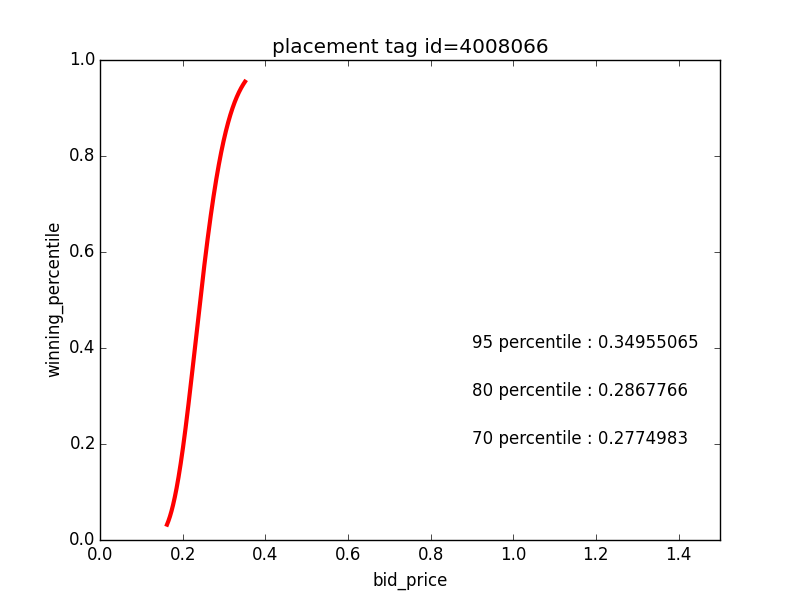 placement tag id=4008066
1.0
0.8
0.6
0.4
0.2
0.0
winning_percentile
95 percentile : 0.34955065
80 percentile : 0.2867766
70 percentile : 0.2774983
0.0 0.2 0.4 0.6 0.8 1.0 1.2 1.4
bid_price